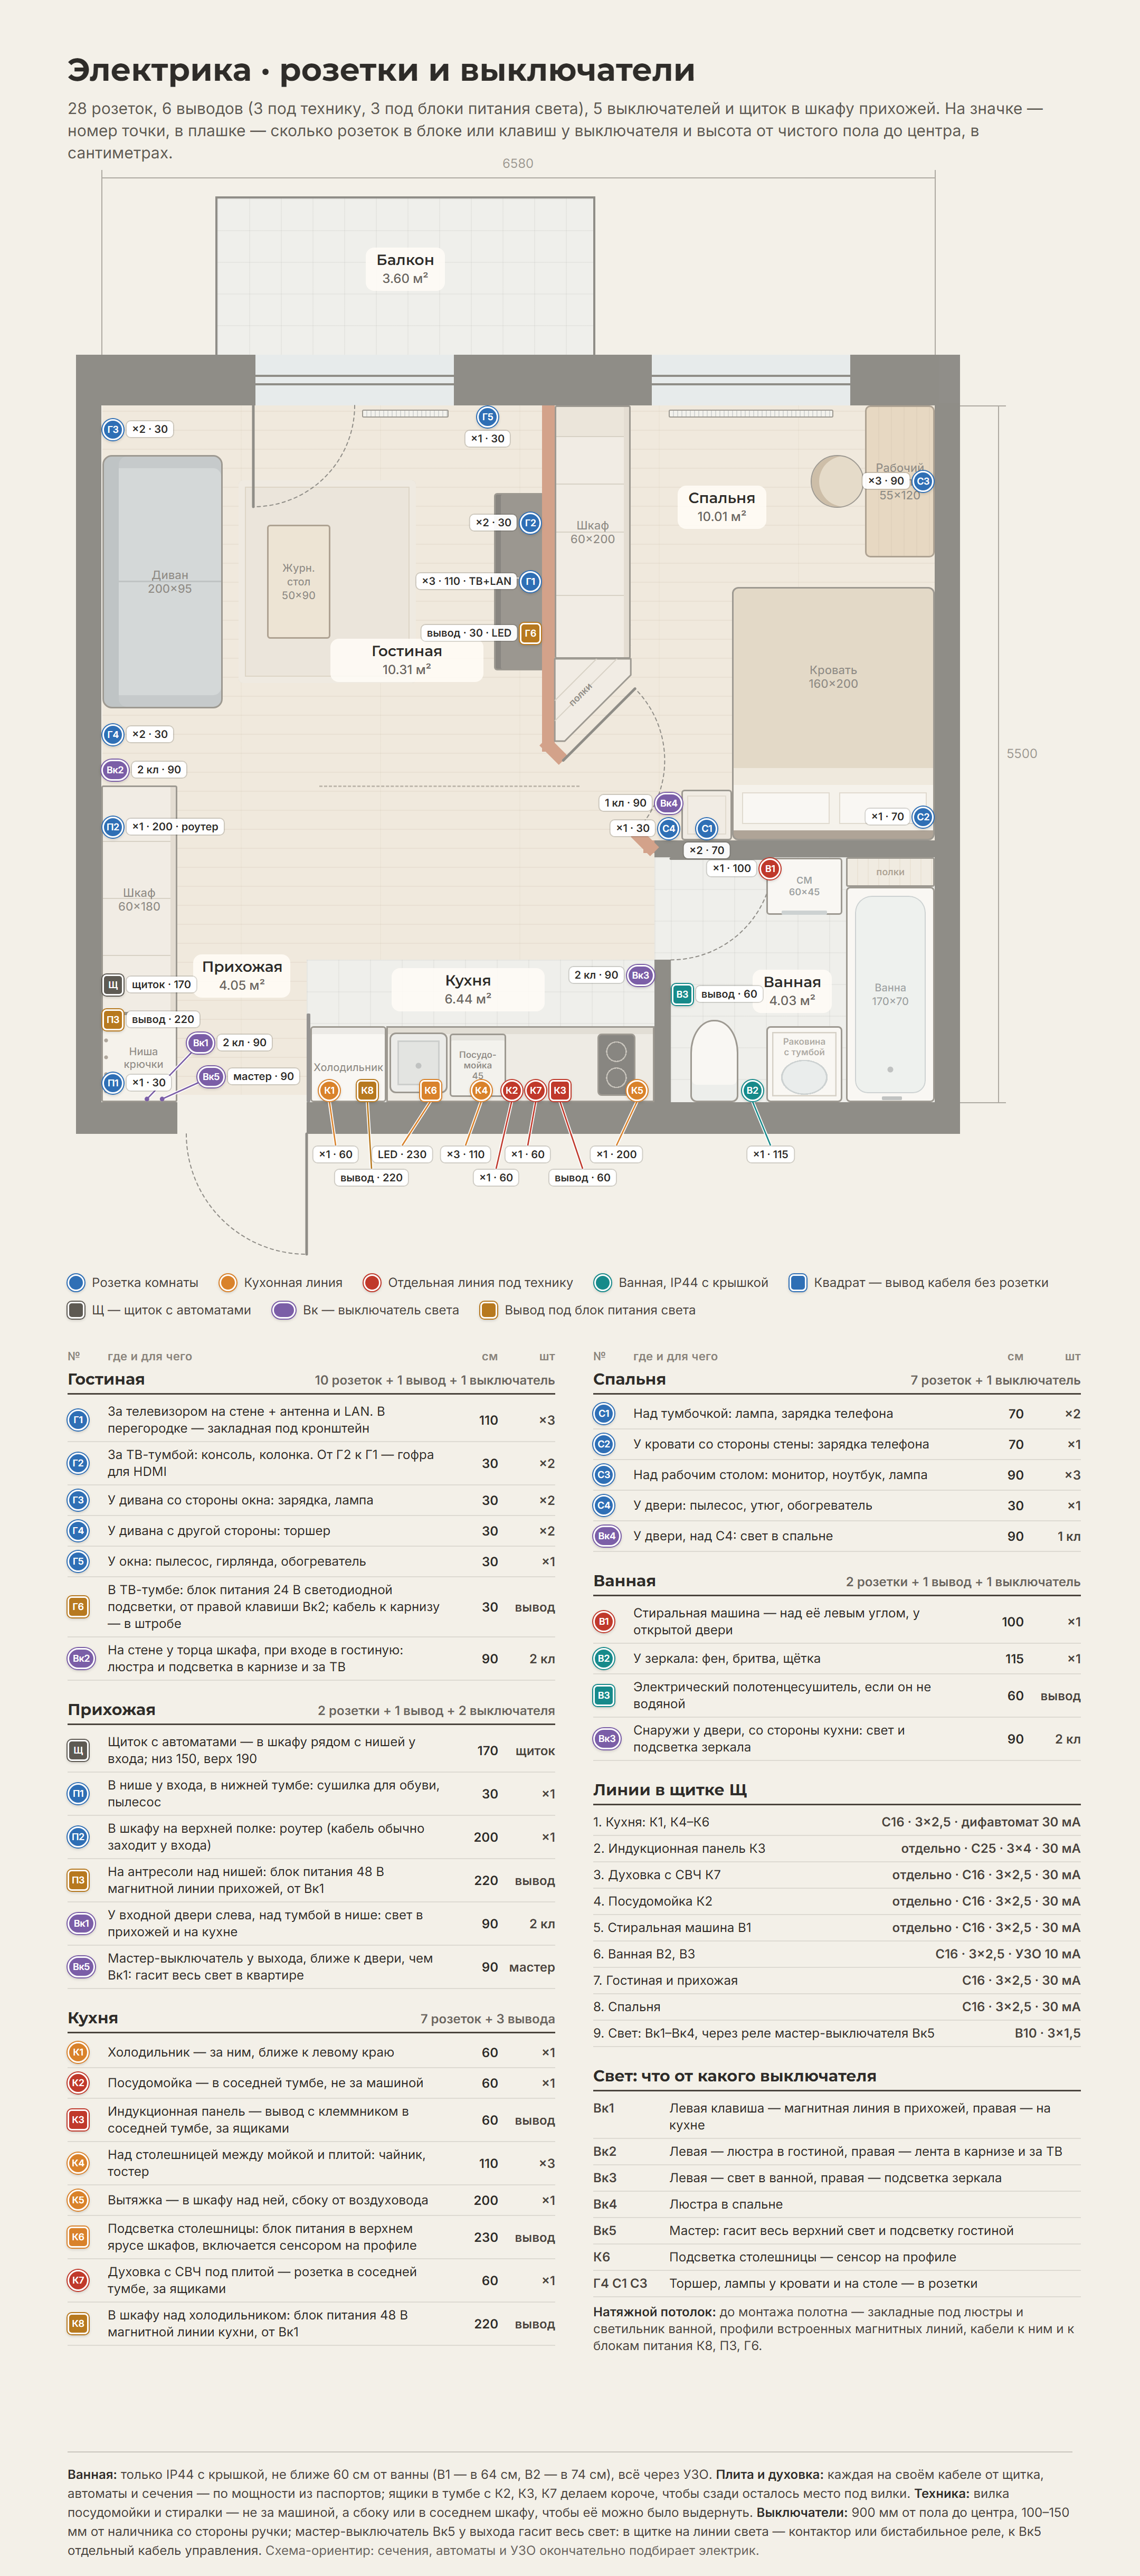 Электрика · розетки и выключатели
28 розеток, 6 выводов (3 под технику, 3 под блоки питания света), 5 выключателей и щиток в шкафу прихожей. На значке —
номер точки, в плашке — сколько розеток в блоке или клавиш у выключателя и высота от чистого пола до центра, в
сантиметрах.
6580
Балкон
3.60 м²
Г5
×1 · 30
Г3 ×2 · 30
Рабочий
×3 · 90 С3
55×120
Спальня
10.01 м²
×2 · 30 Г2
Шкаф
60×200
Диван
200×95
Журн.
стол
50×90
×3 · 110 · ТВ+LAN Г1
вывод · 30 · LED Г6
Гостиная
10.31 м²
Кровать
160×200
полки
Г4 ×2 · 30
5500
Вк2 2 кл · 90
1 кл · 90 Вк4
П2 ×1 · 200 · роутер
×1 · 30 С4
С1
×1 · 70 С2
×2 · 70
×1 · 100 В1
СМ
60×45
полки
Шкаф
60×180
Прихожая
4.05 м²
Кухня
6.44 м²
2 кл · 90 Вк3
Ванная
4.03 м²
Щ щиток · 170
В3 вывод · 60
Ванна
170×70
П3 вывод · 220
Вк1 2 кл · 90
Ниша
крючки
Вк5 мастер · 90
П1 ×1 · 30
Холодильник
Посудо-
мойка
45
Раковина
с тумбой
К1 К8 К6 К4 К2 К7 К3 К5 В2
×1 · 60 LED · 230 ×3 · 110 ×1 · 60 ×1 · 200 ×1 · 115
вывод · 220 ×1 · 60 вывод · 60
Розетка комнаты Кухонная линия Отдельная линия под технику Ванная, IP44 с крышкой Квадрат — вывод кабеля без розетки
Щ — щиток с автоматами Вк — выключатель света Вывод под блок питания света
№ где и для чего см шт
Гостиная 10 розеток + 1 вывод + 1 выключатель
Г1 За телевизором на стене + антенна и LAN. В 110 ×3
перегородке — закладная под кронштейн
Г2 За ТВ-тумбой: консоль, колонка. От Г2 к Г1 — гофра 30 ×2
для HDMI
Г3 У дивана со стороны окна: зарядка, лампа 30 ×2
Г4 У дивана с другой стороны: торшер 30 ×2
Г5 У окна: пылесос, гирлянда, обогреватель 30 ×1
Г6 В ТВ-тумбе: блок питания 24 В светодиодной
подсветки, от правой клавиши Вк2; кабель к карнизу 30 вывод
— в штробе
Вк2 На стене у торца шкафа, при входе в гостиную: 90 2 кл
люстра и подсветка в карнизе и за ТВ
Прихожая 2 розетки + 1 вывод + 2 выключателя
Щ Щиток с автоматами — в шкафу рядом с нишей у 170 щиток
входа; низ 150, верх 190
П1 В нише у входа, в нижней тумбе: сушилка для обуви, 30 ×1
пылесос
П2 В шкафу на верхней полке: роутер (кабель обычно 200 ×1
заходит у входа)
П3 На антресоли над нишей: блок питания 48 В 220 вывод
магнитной линии прихожей, от Вк1
Вк1 У входной двери слева, над тумбой в нише: свет в 90 2 кл
прихожей и на кухне
Вк5 Мастер-выключатель у выхода, ближе к двери, чем 90 мастер
Вк1: гасит весь свет в квартире
Кухня 7 розеток + 3 вывода
К1 Холодильник — за ним, ближе к левому краю 60 ×1
К2 Посудомойка — в соседней тумбе, не за машиной 60 ×1
К3 Индукционная панель — вывод с клеммником в 60 вывод
соседней тумбе, за ящиками
К4 Над столешницей между мойкой и плитой: чайник, 110 ×3
тостер
К5 Вытяжка — в шкафу над ней, сбоку от воздуховода 200 ×1
К6 Подсветка столешницы: блок питания в верхнем 230 вывод
ярусе шкафов, включается сенсором на профиле
К7 Духовка с СВЧ под плитой — розетка в соседней 60 ×1
тумбе, за ящиками
К8 В шкафу над холодильником: блок питания 48 В 220 вывод
магнитной линии кухни, от Вк1
№ где и для чего см шт
Спальня 7 розеток + 1 выключатель
С1 Над тумбочкой: лампа, зарядка телефона 70 ×2
С2 У кровати со стороны стены: зарядка телефона 70 ×1
С3 Над рабочим столом: монитор, ноутбук, лампа 90 ×3
С4 У двери: пылесос, утюг, обогреватель 30 ×1
Вк4 У двери, над С4: свет в спальне 90 1 кл
Ванная 2 розетки + 1 вывод + 1 выключатель
В1 Стиральная машина — над её левым углом, у 100 ×1
открытой двери
В2 У зеркала: фен, бритва, щётка 115 ×1
В3 Электрический полотенцесушитель, если он не 60 вывод
водяной
Вк3 Снаружи у двери, со стороны кухни: свет и 90 2 кл
подсветка зеркала
Линии в щитке Щ
1. Кухня: К1, К4–К6 С16 · 3×2,5 · дифавтомат 30 мА
2. Индукционная панель К3 отдельно · С25 · 3×4 · 30 мА
3. Духовка с СВЧ К7 отдельно · С16 · 3×2,5 · 30 мА
4. Посудомойка К2 отдельно · С16 · 3×2,5 · 30 мА
5. Стиральная машина В1 отдельно · С16 · 3×2,5 · 30 мА
6. Ванная В2, В3 С16 · 3×2,5 · УЗО 10 мА
7. Гостиная и прихожая С16 · 3×2,5 · 30 мА
8. Спальня С16 · 3×2,5 · 30 мА
9. Свет: Вк1–Вк4, через реле мастер-выключателя Вк5 В10 · 3×1,5
Свет: что от какого выключателя
Вк1 Левая клавиша — магнитная линия в прихожей, правая — на
кухне
Вк2 Левая — люстра в гостиной, правая — лента в карнизе и за ТВ
Вк3 Левая — свет в ванной, правая — подсветка зеркала
Вк4 Люстра в спальне
Вк5 Мастер: гасит весь верхний свет и подсветку гостиной
К6 Подсветка столешницы — сенсор на профиле
Г4 С1 С3 Торшер, лампы у кровати и на столе — в розетки
Натяжной потолок: до монтажа полотна — закладные под люстры и
светильник ванной, профили встроенных магнитных линий, кабели к ним и к
блокам питания К8, П3, Г6.
Ванная: только IP44 с крышкой, не ближе 60 см от ванны (В1 — в 64 см, В2 — в 74 см), всё через УЗО. Плита и духовка: каждая на своём кабеле от щитка,
автоматы и сечения — по мощности из паспортов; ящики в тумбе с К2, К3, К7 делаем короче, чтобы сзади осталось место под вилки. Техника: вилка
посудомойки и стиралки — не за машиной, а сбоку или в соседнем шкафу, чтобы её можно было выдернуть. Выключатели: 900 мм от пола до центра, 100–150
мм от наличника со стороны ручки; мастер-выключатель Вк5 у выхода гасит весь свет: в щитке на линии света — контактор или бистабильное реле, к Вк5
отдельный кабель управления. Схема-ориентир: сечения, автоматы и УЗО окончательно подбирает электрик.